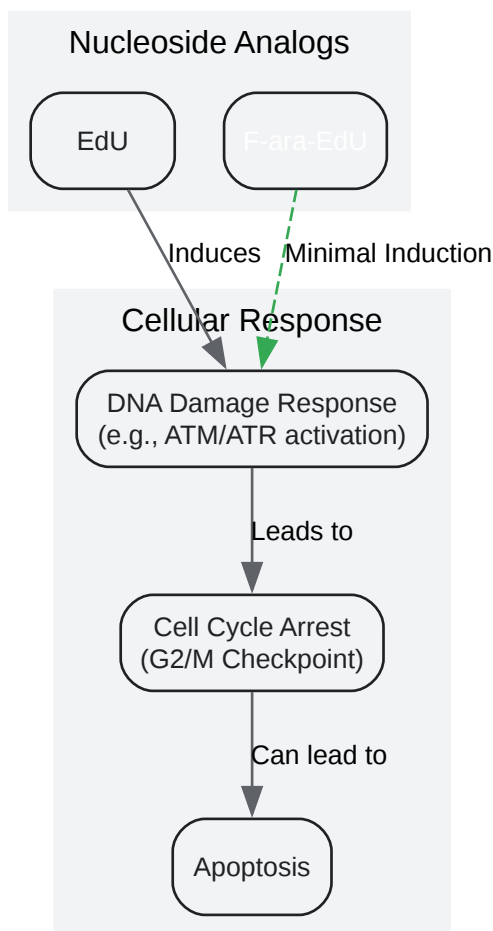 Nucleoside Analogs
EdU
F-ara-EdU
Induces
Minimal Induction
Cellular Response
DNA Damage Response
(e.g., ATM/ATR activation)
Leads to
Cell Cycle Arrest
(G2/M Checkpoint)
Can lead to
Apoptosis